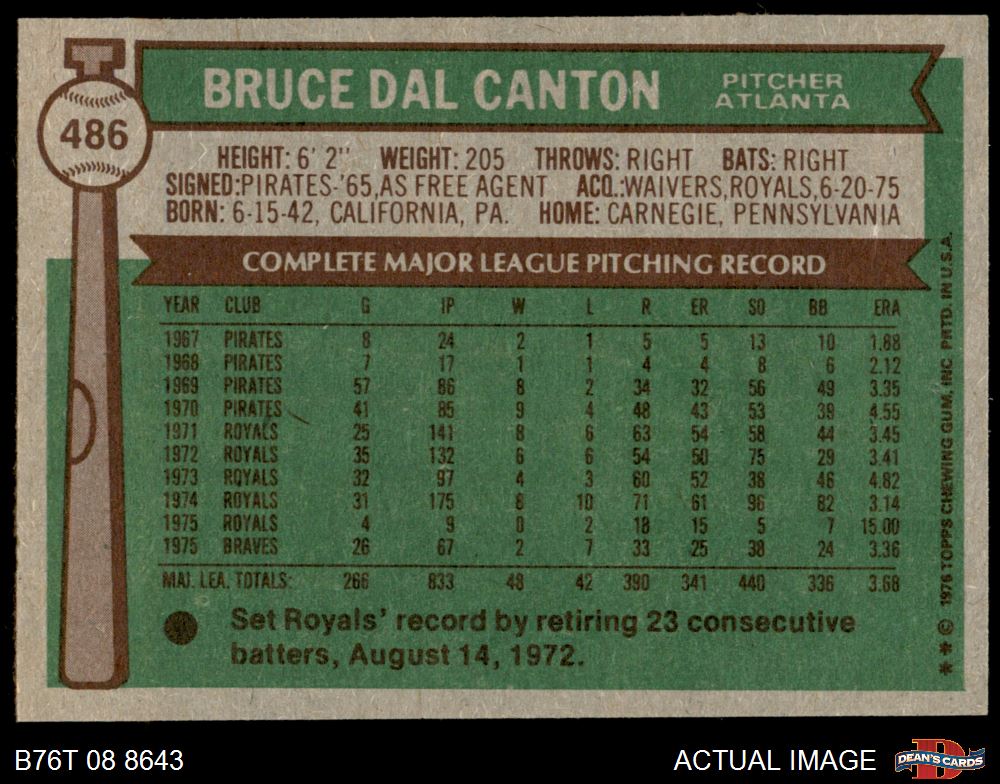 BRUCE DAL CANTON PITCHER ATLANTA
486
HEIGHT: 6' 2" WEIGHT: 205 THROWS: RIGHT BATS: RIGHT
SIGNED:PIRATES-'65,AS FREE AGENT ACQ.:WAIVERS,ROYALS,6-20-75
BORN: 6-15-42, CALIFORNIA, PA. HOME: CARNEGIE, PENNSYLVANIA
COMPLETE MAJOR LEAGUE PITCHING RECORD
YEAR CLUB G IP W L R ER SO BB ERA
1967 PIRATES 8 24 2 1 5 5 13 10 1.88
1968 PIRATES 7 17 1 1 4 4 8 6 2.12
1969 PIRATES 57 86 8 2 34 32 56 49 3.35
1970 PIRATES 41 85 9 4 48 43 53 39 4.55
1971 ROYALS 25 141 8 6 63 54 58 44 3.45
1972 ROYALS 35 132 6 6 54 50 75 29 3.41
1973 ROYALS 32 97 4 3 60 52 38 46 4.82
1974 ROYALS 31 175 8 10 71 61 96 82 3.14
1975 ROYALS 4 9 0 2 18 15 5 7 15.00
1975 BRAVES 26 67 2 7 33 25 38 24 3.36
MAJ. LEA. TOTALS: 266 833 48 42 390 341 440 336 3.68
Set Royals' record by retiring 23 consecutive
batters, August 14, 1972.
** © 1976 TOPPS CHEWING GUM, INC. PRTD. IN U.S.A.
B76T 08 8643 ACTUAL IMAGE DEAN'S CARDS